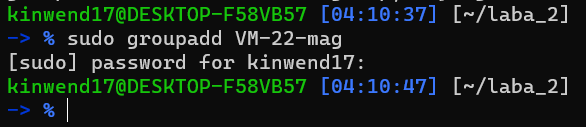 kinwend17@DESKTOP-F58VB57 [04:10:37] [~/laba_2]
-> % sudo groupadd VM-22-mag
[sudo] password for kinwend17:
kinwend17@DESKTOP-F58VB57 [04:10:47] [~/laba_2]
-> %